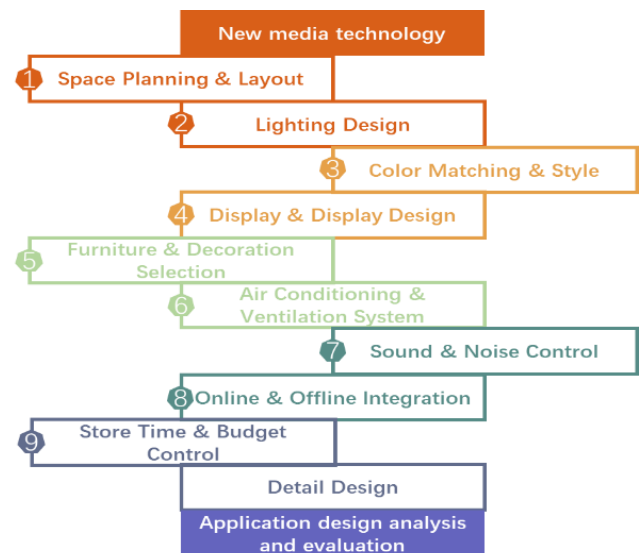 New media technology
1 Space Planning & Layout
2 Lighting Design
3 Color Matching & Style
4 Display & Display Design
5 Furniture & Decoration
Selection
6 Air Conditioning &
Ventilation System
7 Sound & Noise Control
8 Online & Offline Integration
9 Store Time & Budget
Control
Detail Design
Application design analysis
and evaluation